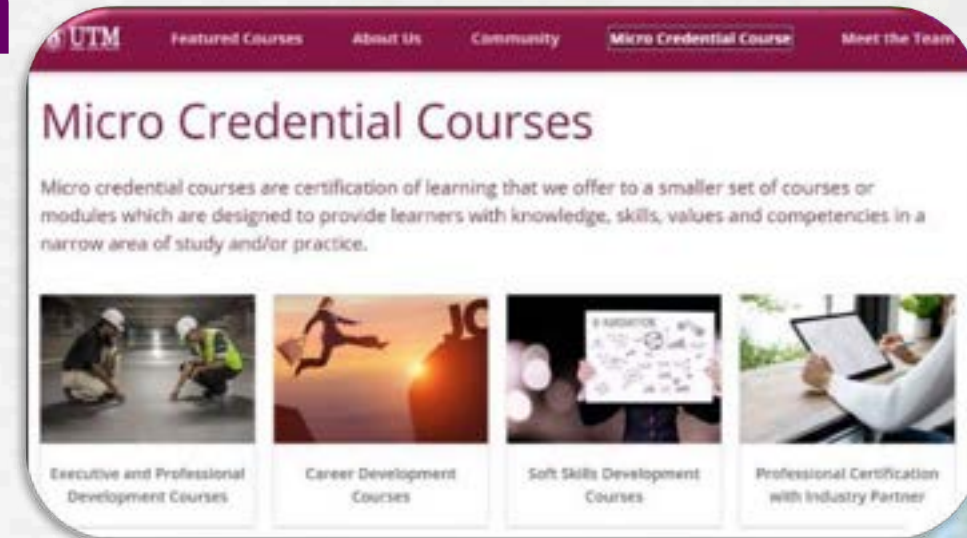 UTM Featured Courses About Us Community Micro Credential Course Meet the Team
Micro Credential Courses
Micro credential courses are certification of learning that we offer to a smaller set of courses or
modules which are designed to provide learners with knowledge, skills, values and competencies in a
narrow area of study and/or practice.
Executive and Professional
Development Courses
Career Development
Courses
Soft Skills Development
Courses
Professional Certification
with Industry Partner